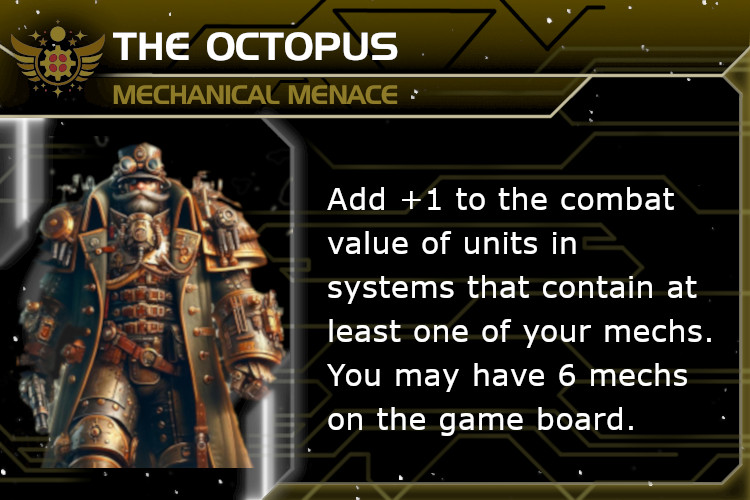 THE OCTOPUS
MECHANICAL MENACE
Add +1 to the combat
value of units in
systems that contain at
least one of your mechs.
You may have 6 mechs
on the game board.